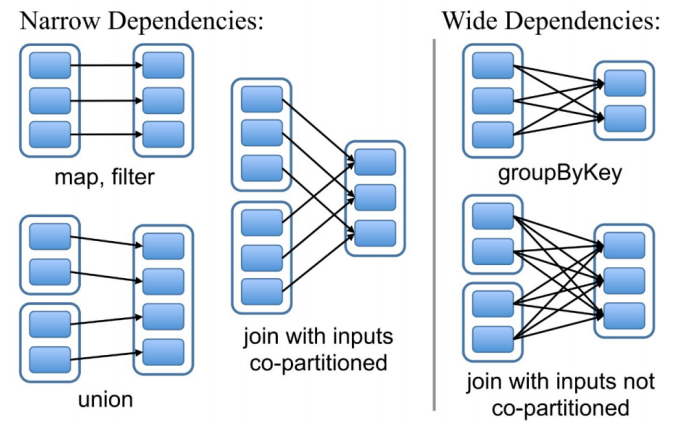 Narrow Dependencies:
Wide Dependencies:
map, filter
groupByKey
join with inputs
co-partitioned
union
join with inputs not
co-partitioned